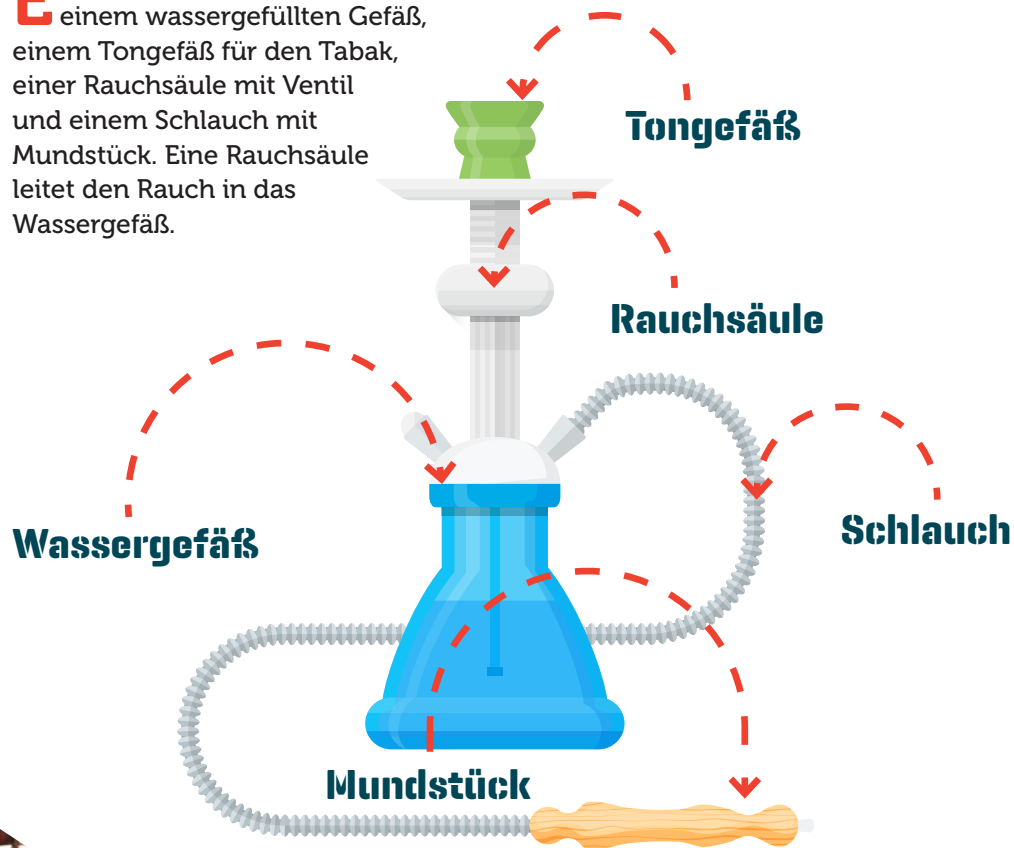 E einem wassergefüllten Gefäß,
einem Tongefäß für den Tabak,
einer Rauchsäule mit Ventil
und einem Schlauch mit
Mundstück. Eine Rauchsäule
leitet den Rauch in das
Wassergefäß.
Tongefäß
Rauchsäule
Wassergefäß
Schlauch
Mundstück